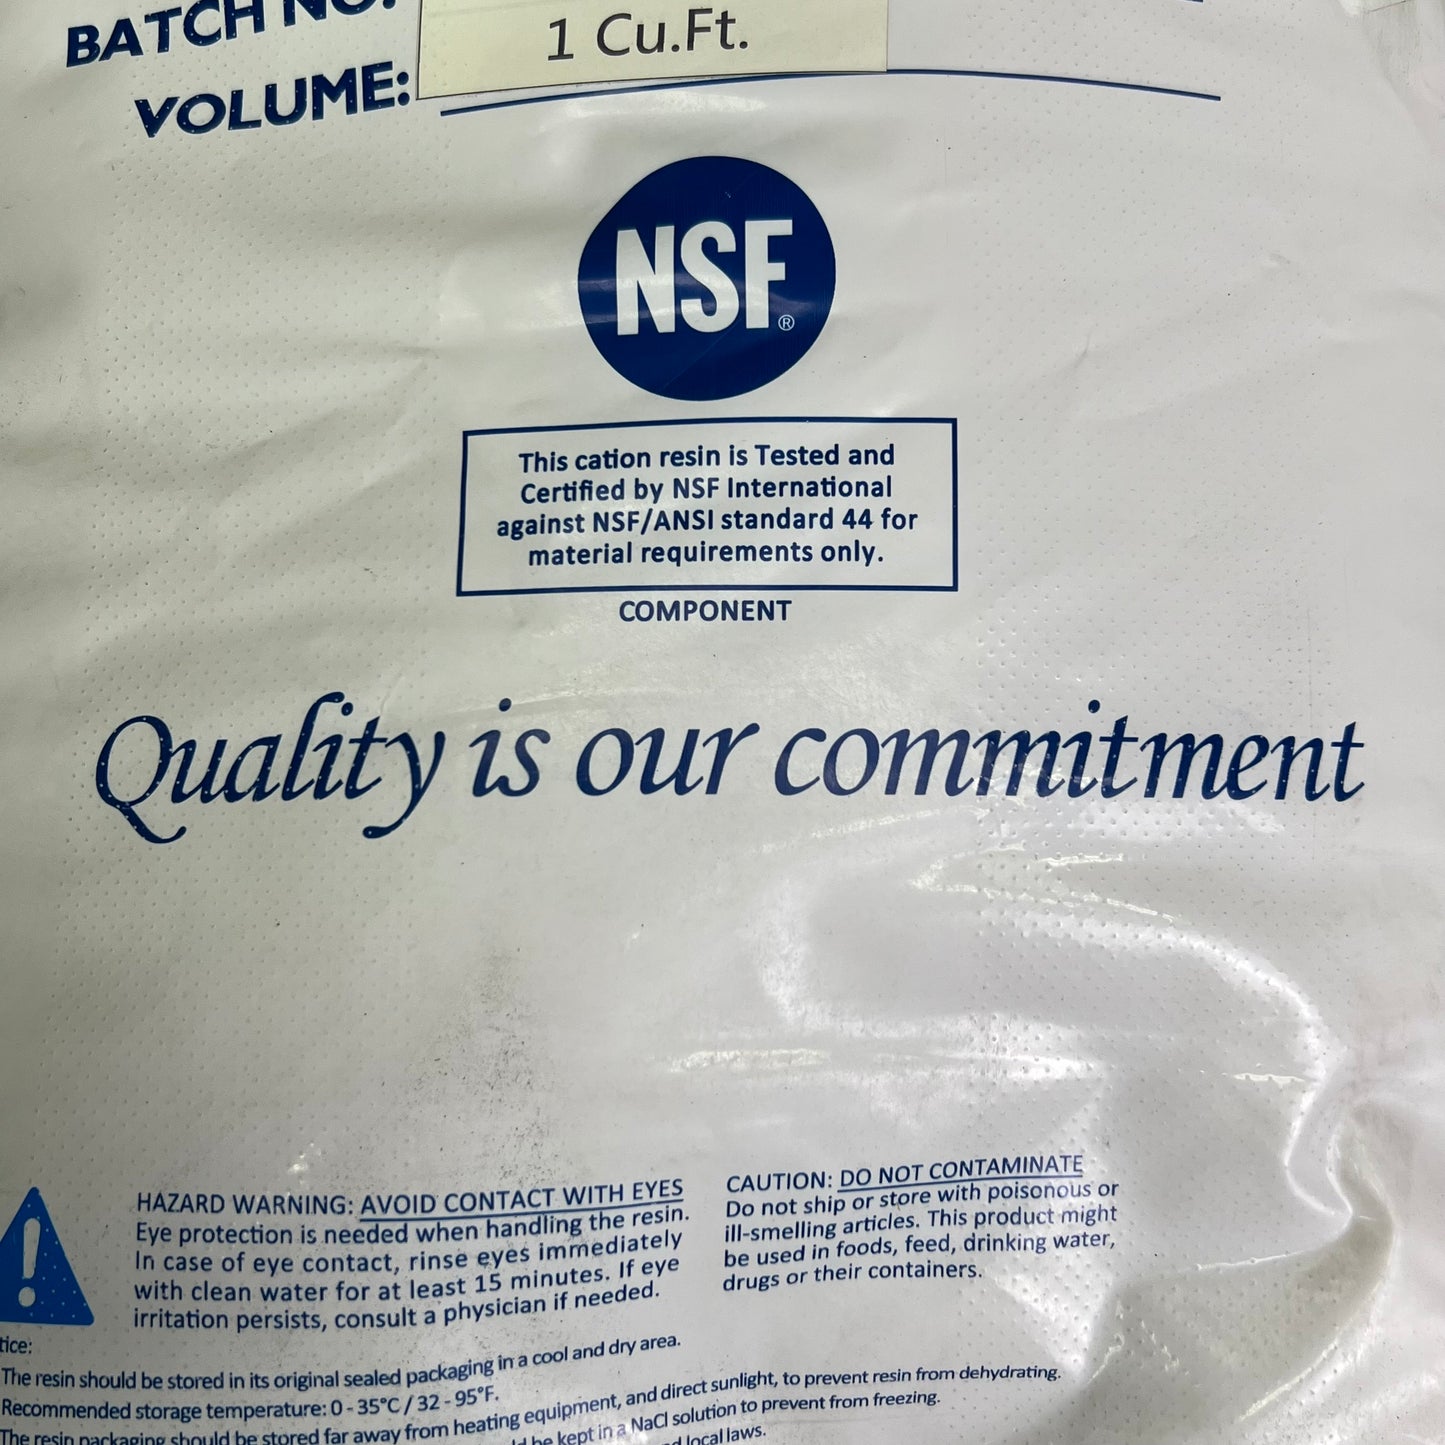 BATCH NO.
1 Cu.Ft.
VOLUME:
NSF®
This cation resin is Tested and
Certified by NSF International
against NSF/ANSI standard 44 for
material requirements only.
COMPONENT
Quality is our commitment
HAZARD WARNING: AVOID CONTACT WITH EYES
Eye protection is needed when handling the resin.
In case of eye contact, rinse eyes immediately
with clean water for at least 15 minutes. If eye
irritation persists, consult a physician if needed.
CAUTION: DO NOT CONTAMINATE
Do not ship or store with poisonous or
ill-smelling articles. This product might
be used in foods, feed, drinking water,
drugs or their containers.
tice:
The resin should be stored in its original sealed packaging in a cool and dry area.
Recommended storage temperature: 0 - 35°C / 32 - 95°F.
The resin packaging should be stored far away from heating equipment, and direct sunlight, to prevent resin from dehydrating.
be kept in a NaCl solution to prevent from freezing.
local laws.